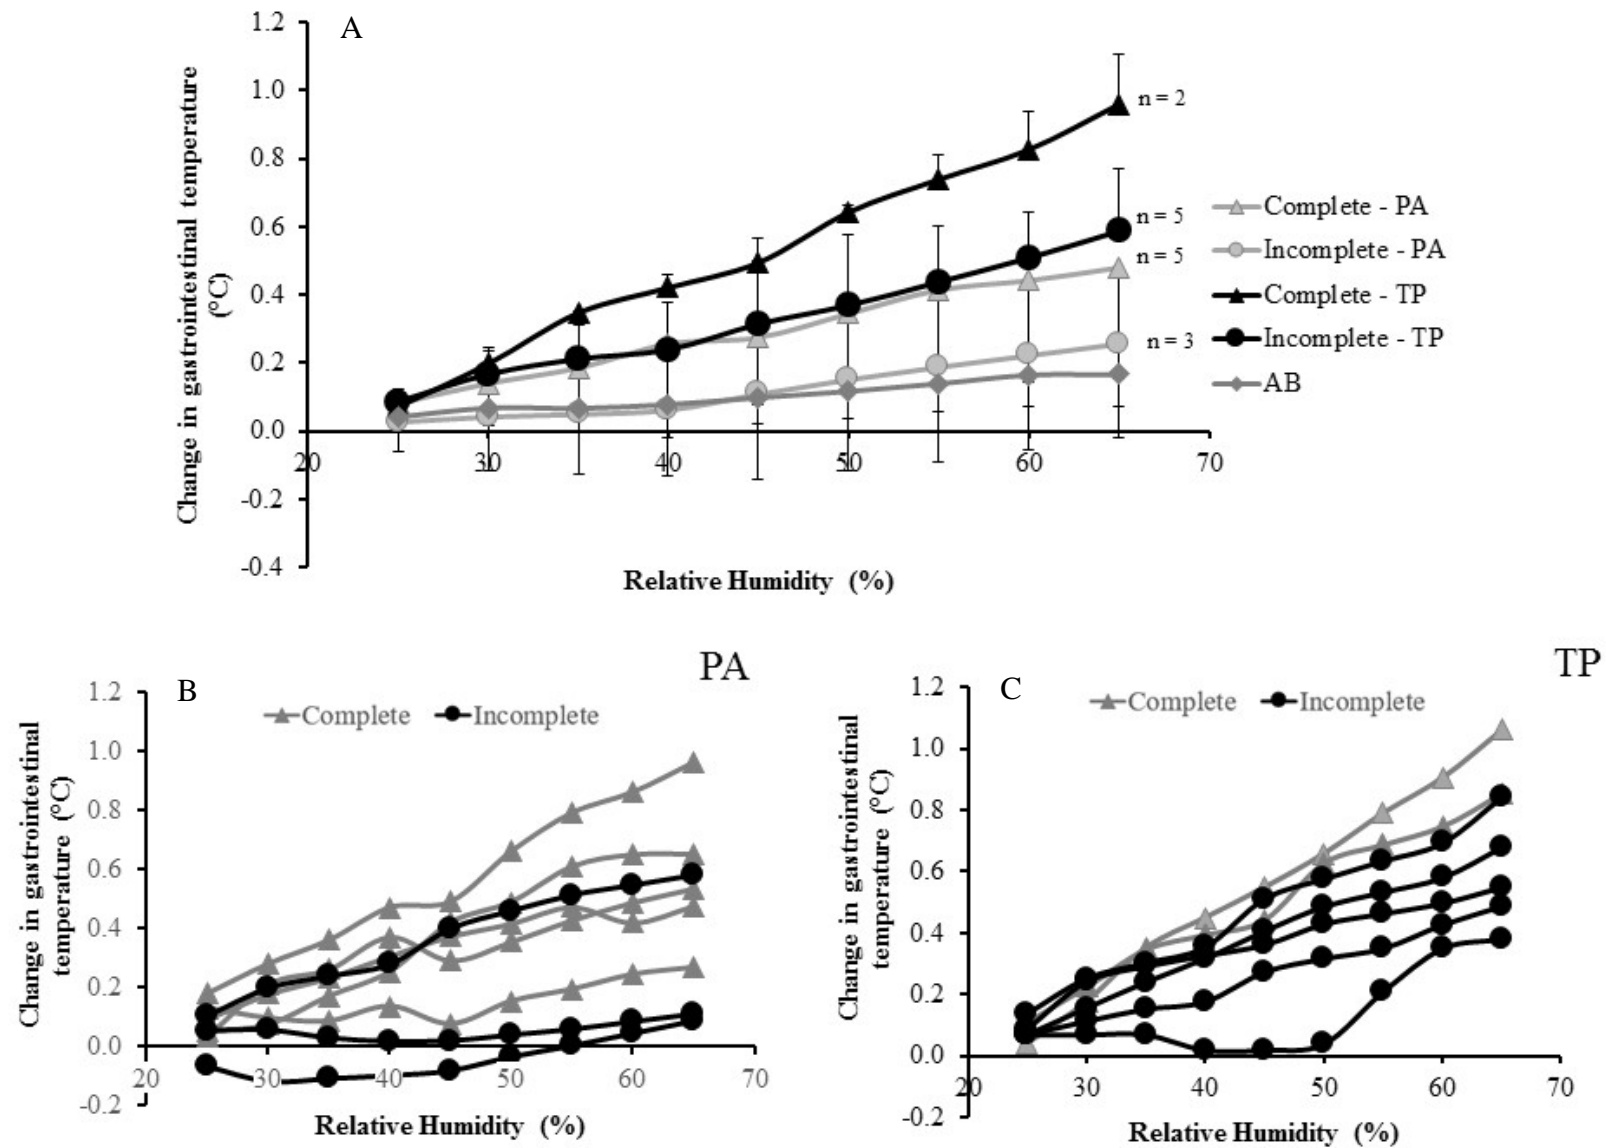 A
1.2
1.0
0.8
0.6
0.4
0.2
0.0
-0.2
-0.4
20
30
40
50
60
70
Change in gastrointestinal temperature
(°C)
Relative Humidity (%)
n = 2
n = 5
n = 5
n = 3
Complete - PA
Incomplete - PA
Complete - TP
Incomplete - TP
AB
PA
B
Complete
Incomplete
1.2
1.0
0.8
0.6
0.4
0.2
0.0
-0.2
20
30
40
50
60
70
Change in gastrointestinal
temperature (°C)
Relative Humidity (%)
TP
C
Complete
Incomplete
1.2
1.0
0.8
0.6
0.4
0.2
0.0
-0.2
20
30
40
50
60
70
Change in gastrointestinal
temperature (°C)
Relative Humidity (%)